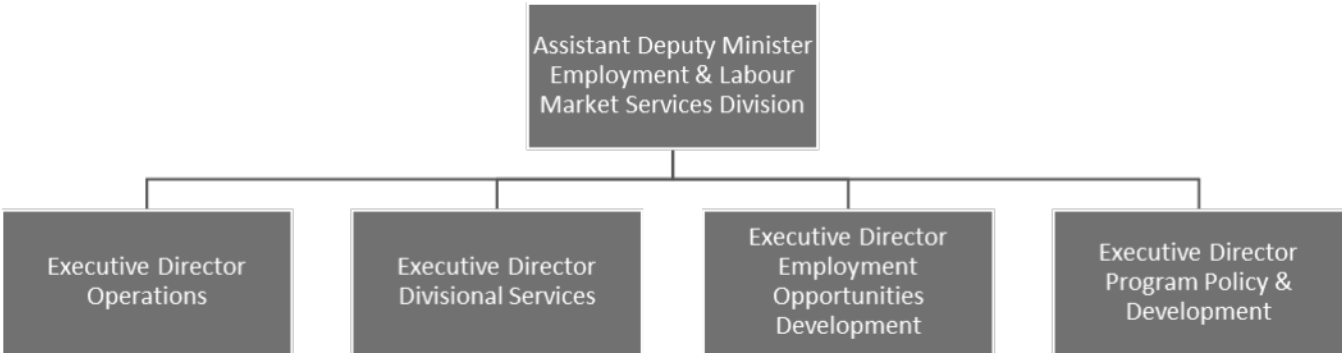 Assistant Deputy Minister
Employment & Labour
Market Services Division
Executive Director
Operations
Executive Director
Divisional Services
Executive Director
Employment
Opportunities
Development
Executive Director
Program Policy &
Development